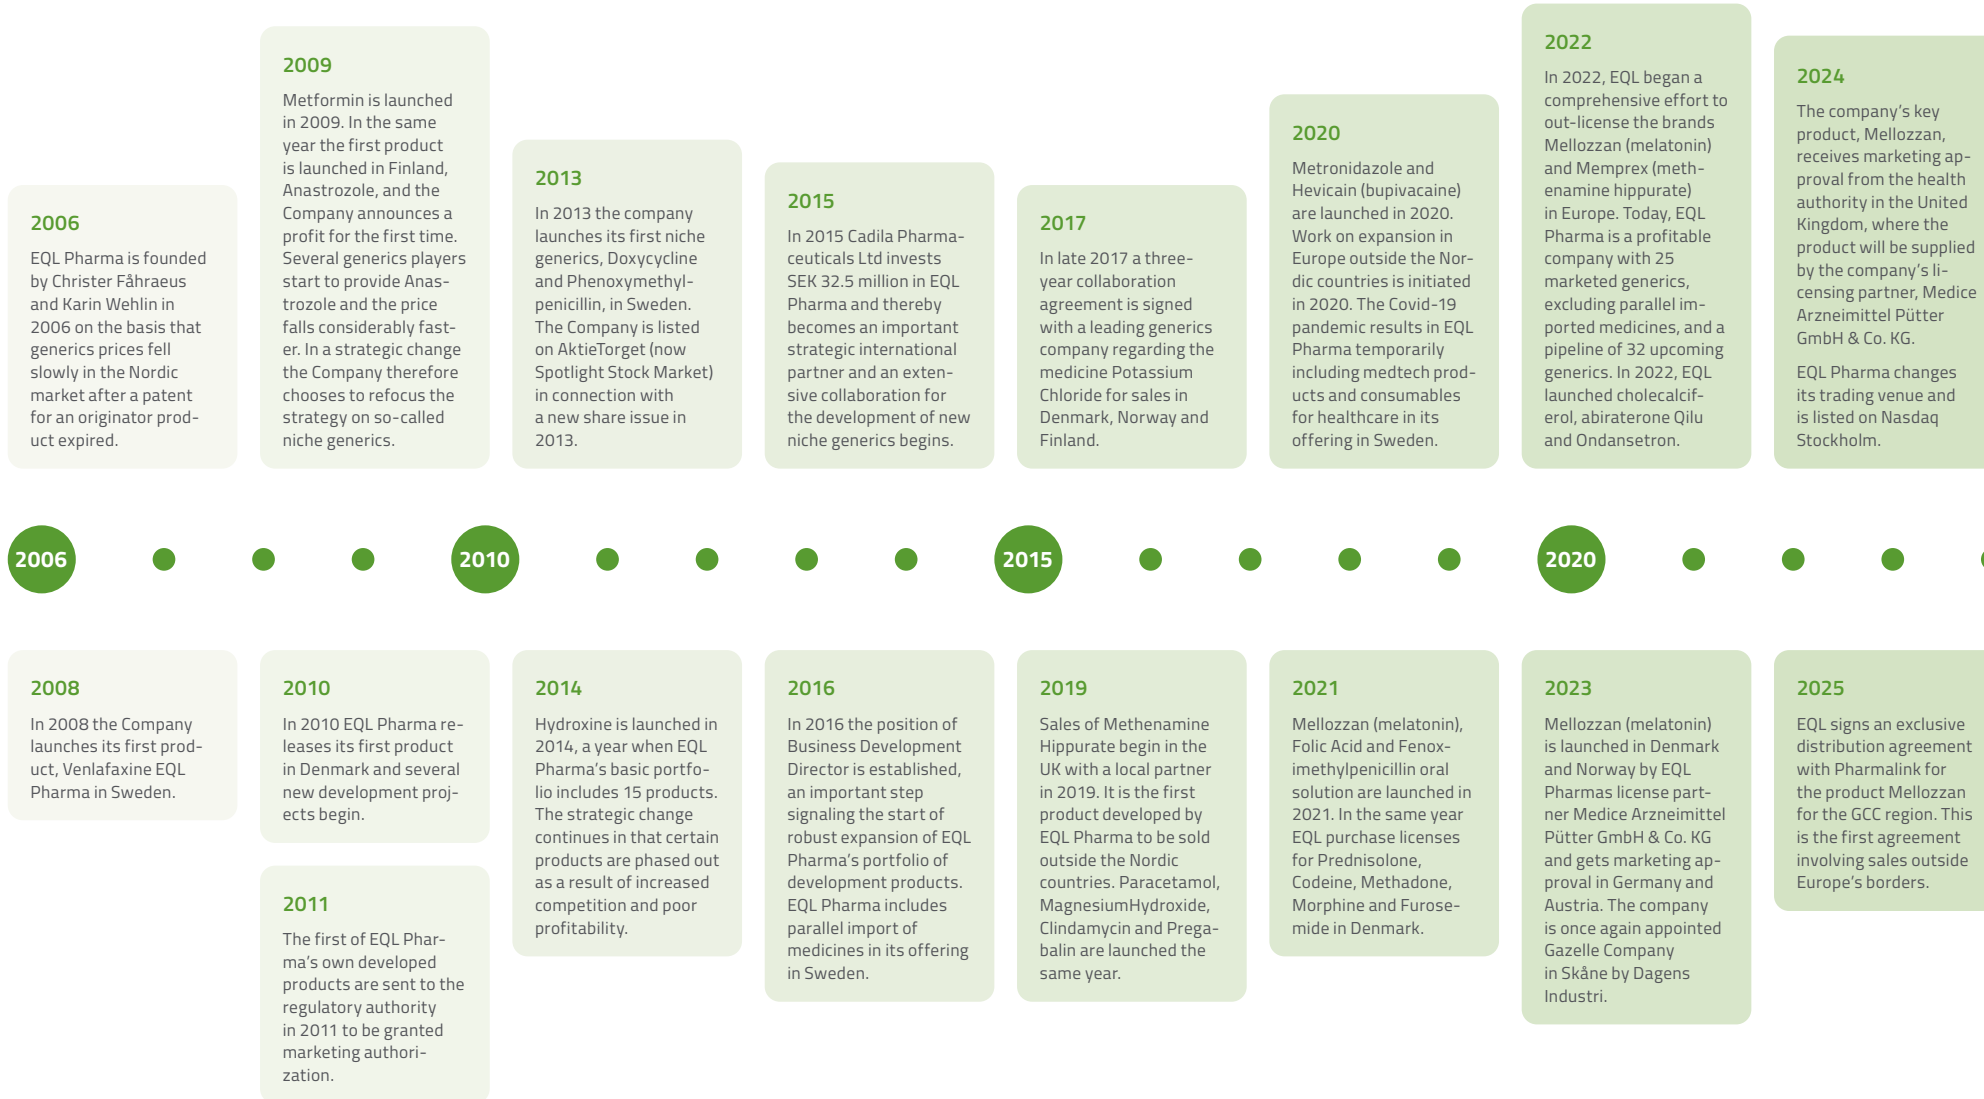 2006
EQL Pharma is founded
by Christer Fåhraeus
and Karin Wehlin in
2006 on the basis that
generics prices fell
slowly in the Nordic
market after a patent
for an originator prod-
uct expired.
2009
Metformin is launched
in 2009. In the same
year the first product
is launched in Finland,
Anastrozole, and the
Company announces a
profit for the first time.
Several generics players
start to provide Anas-
trozole and the price
falls considerably fast-
er. In a strategic change
the Company therefore
chooses to refocus the
strategy on so-called
niche generics.
2013
In 2013 the company
launches its first niche
generics, Doxycycline
and Phenoxymethyl-
penicillin, in Sweden.
The Company is listed
on AktieTorget (now
Spotlight Stock Market)
in connection with
a new share issue in
2013.
2015
In 2015 Cadila Pharma-
ceuticals Ltd invests
SEK 32.5 million in EQL
Pharma and thereby
becomes an important
strategic international
partner and an exten-
sive collaboration for
the development of new
niche generics begins.
2017
In late 2017 a three-
year collaboration
agreement is signed
with a leading generics
company regarding the
medicine Potassium
Chloride for sales in
Denmark, Norway and
Finland.
2020
Metronidazole and
Hevicain (bupivacaine)
are launched in 2020.
Work on expansion in
Europe outside the Nor-
dic countries is initiated
in 2020. The Covid-19
pandemic results in EQL
Pharma temporarily
including medtech prod-
ucts and consumables
for healthcare in its
offering in Sweden.
2022
In 2022, EQL began a
comprehensive effort to
out-license the brands
Mellozzan (melatonin)
and Memprex (meth-
enamine hippurate)
in Europe. Today, EQL
Pharma is a profitable
company with 25
marketed generics,
excluding parallel im-
ported medicines, and a
pipeline of 32 upcoming
generics. In 2022, EQL
launched cholecalcif-
erol, abiraterone Qilu
and Ondansetron.
2024
The company's key
product, Mellozzan,
receives marketing ap-
proval from the health
authority in the United
Kingdom, where the
product will be supplied
by the company's li-
censing partner, Medice
Arzneimittel Pütter
GmbH & Co. KG.
EQL Pharma changes
its trading venue and
is listed on Nasdaq
Stockholm.
2006
2010
2015
2020
2008
In 2008 the Company
launches its first prod-
uct, Venlafaxine EQL
Pharma in Sweden.
2010
In 2010 EQL Pharma re-
leases its first product
in Denmark and several
new development proj-
ects begin.
2011
The first of EQL Phar-
ma's own developed
products are sent to the
regulatory authority
in 2011 to be granted
marketing authori-
zation.
2014
Hydroxine is launched in
2014, a year when EQL
Pharma's basic portfo-
lio includes 15 products.
The strategic change
continues in that certain
products are phased out
as a result of increased
competition and poor
profitability.
2016
In 2016 the position of
Business Development
Director is established,
an important step
signaling the start of
robust expansion of EQL
Pharma's portfolio of
development products.
EQL Pharma includes
parallel import of
medicines in its offering
in Sweden.
2019
Sales of Methenamine
Hippurate begin in the
UK with a local partner
in 2019. It is the first
product developed by
EQL Pharma to be sold
outside the Nordic
countries. Paracetamol,
MagnesiumHydroxide,
Clindamycin and Prega-
balin are launched the
same year.
2021
Mellozzan (melatonin),
Folic Acid and Fenox-
imethylpenicillin oral
solution are launched in
2021. In the same year
EQL purchase licenses
for Prednisolone,
Codeine, Methadone,
Morphine and Furose-
mide in Denmark.
2023
Mellozzan (melatonin)
is launched in Denmark
and Norway by EQL
Pharmas license part-
ner Medice Arzneimittel
Pütter GmbH & Co. KG
and gets marketing ap-
proval in Germany and
Austria. The company
is once again appointed
Gazelle Company
in Skåne by Dagens
Industri.
2025
EQL signs an exclusive
distribution agreement
with Pharmalink for
the product Mellozzan
for the GCC region. This
is the first agreement
involving sales outside
Europe's borders.